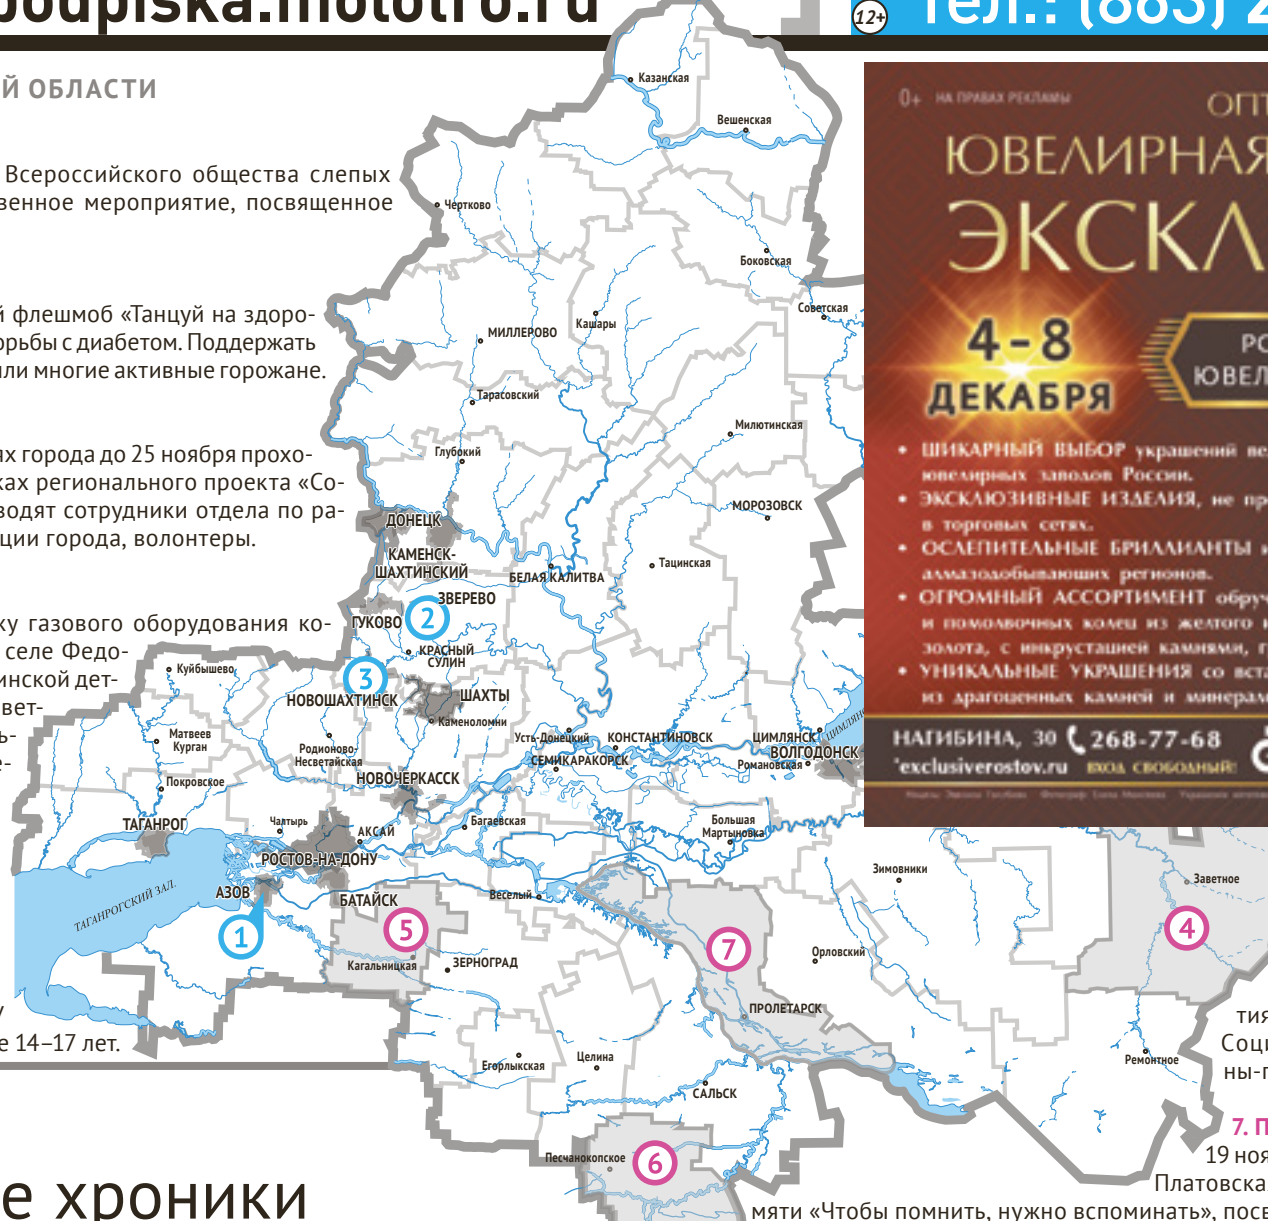 podpiska.molotro.ru
12+
Тел.: (863) 2
Й ОБЛАСТИ
Всероссийского общества слепых
венное мероприятие, посвященное
й флешмоб «Танцуй на здоро-
орьбы с диабетом. Поддержать
или многие активные горожане.
ях города до 25 ноября прохо-
ках регионального проекта «Со-
водят сотрудники отдела по ра-
ции города, волонтеры.
ку газового оборудования ко-
селе Федо-
инской дет-
вет-
ь-
е-
у
е 14–17 лет.
е хроники
Казанская
Вешенская
Чертково
Боковская
Советская
МИЛЛЕРОВО
Кашары
Тарасовский
Милютинская
Глубокий
МОРОЗОВСК
ДОНЕЦК
КАМЕНСК-
ШАХТИНСКИЙ
БЕЛАЯ КАЛИТВА
Тацинская
ЗВЕРЕВО
ГУКОВО
2
КРАСНЫЙ
СУЛИН
3
НОВОШАХТИНСК
ШАХТЫ
Каменоломни
Куйбышево
Матвеев
Курган
Родионово-
Несветайская
Усть-Донецкий
КОНСТАНТИНОВСК
ЦИМЛЯНСК
ЦИМЛЯНС
ВОЛГОДОНСК
Романовская
СЕМИКАРАКОРСК
Покровское
НОВОЧЕРКАССК
ТАГАНРОГ
Чалтырь
АКСАЙ
Багаевская
Большая
Мартыновка
РОСТОВ-НА-ДОНУ
АЗОВ
БАТАЙСК
Веселый
Зимовники
Заветное
ТАГАНРОГСКИЙ ЗАЛ.
1
5
7
4
Кагальницкая
ЗЕРНОГРАД
Орловский
ПРОЛЕТАРСК
Егорлыкская
Целина
САЛЬСК
Ремонтное
Песчанокопское
6
0+ НА ПРАВАХ РЕКЛАМЫ
ОПТ
ЮВЕЛИРНАЯ
ЭКСКЛ
4–8
ДЕКАБРЯ
РО
ЮВЕЛ
• ШИКАРНЫЙ ВЫБОР украшений ве
ювелирных заводов России.
• ЭКСКЛЮЗИВНЫЕ ИЗДЕЛИЯ, не пр
в торговых сетях.
• ОСЛЕПИТЕЛЬНЫЕ БРИЛЛИАНТЫ и
алмазодобывающих регионов.
• ОГРОМНЫЙ АССОРТИМЕНТ обруч
и помолвочных колец из желтого и
золота, с инкрустацией камнями, г
• УНИКАЛЬНЫЕ УКРАШЕНИЯ со вста
из драгоценных камней и минерал
НАГИБИНА, 30 268-77-68
*exclusiverostov.ru ВХОД СВОБОДНЫЙ!
тия
Соци
ны-п
7. П
19 ноя
Платовская
мяти «Чтобы помнить, нужно вспоминать», посв